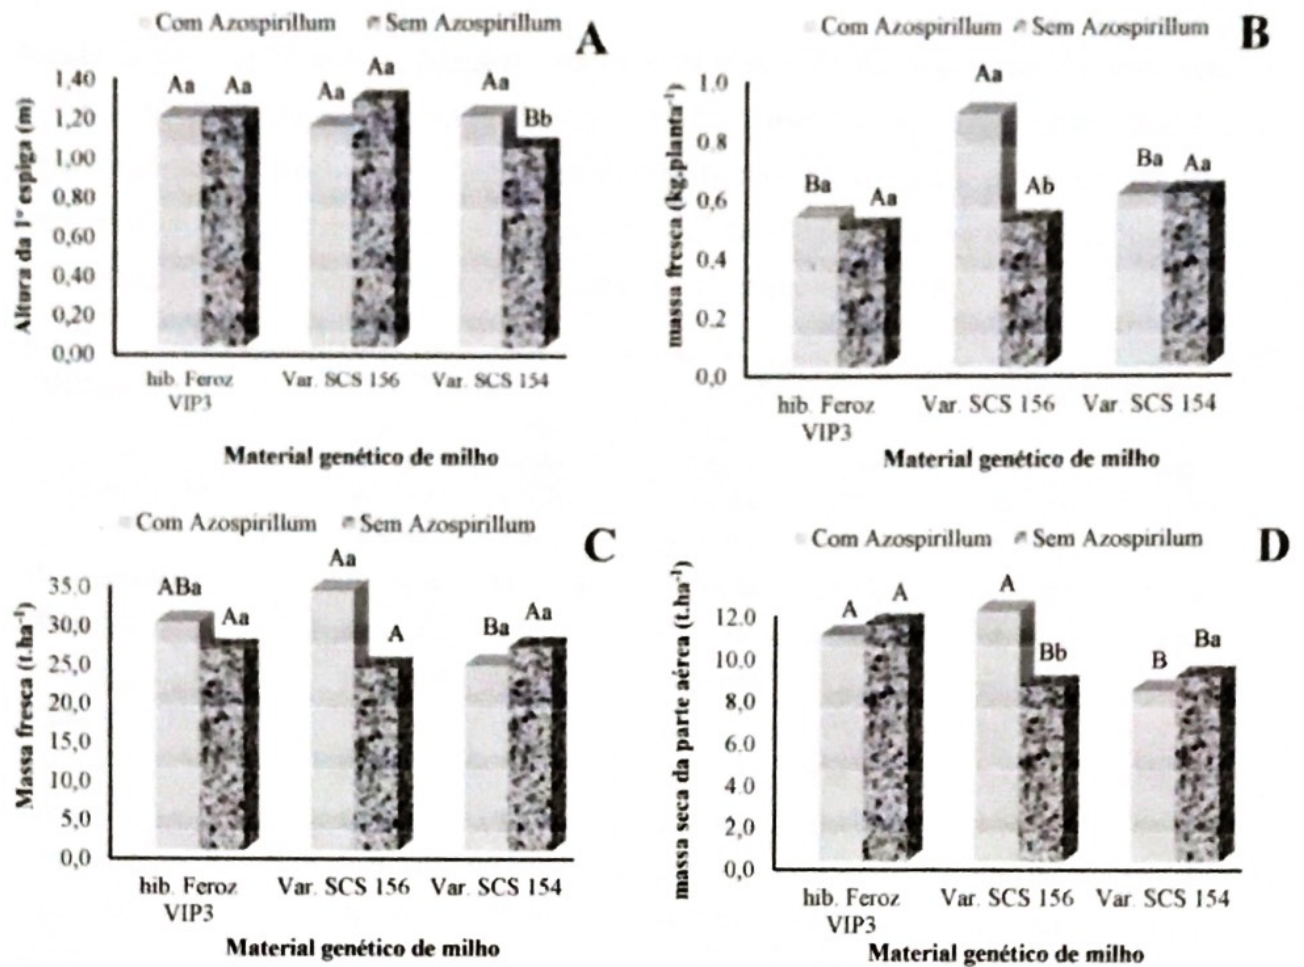 Com Azospirillum Sem Azospirillum
A
Aa Aa Aa Aa Aa Bb
Altura da 1ª espiga (m)
1,40
1,20
1,00
0,80
0,60
0,40
0,20
0,00
hib. Feroz VIP3
Var. SCS 156
Var. SCS 154
Material genético de milho
Com Azospirillum Sem Azospirillum
B
Ba Aa Aa Ab Ba Aa
massa fresca (kg.planta⁻¹)
1,0
0,8
0,6
0,4
0,2
0,0
hib. Feroz VIP3
Var. SCS 156
Var. SCS 154
Material genético de milho
Com Azospirillum Sem Azospirillum
C
ABa Aa Aa A Ba Aa
Massa fresca (t.ha⁻¹)
35,0
30,0
25,0
20,0
15,0
10,0
5,0
0,0
hib. Feroz VIP3
Var. SCS 156
Var. SCS 154
Material genético de milho
Com Azospirillum Sem Azospirilum
D
A A A Bb B Ba
massa seca da parte aérea (t.ha⁻¹)
12,0
10,0
8,0
6,0
4,0
2,0
0,0
hib. Feroz VIP3
Var. SCS 156
Var. SCS 154
Material genético de milho